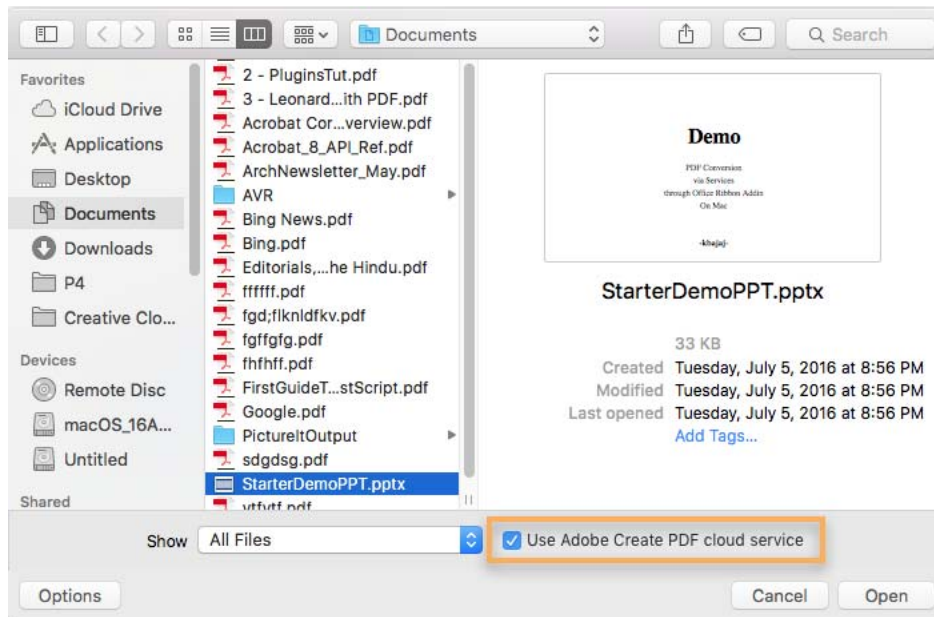 Documents
Search
Favorites
iCloud Drive
Applications
Desktop
Documents
Downloads
P4
Creative Clo...
Devices
Remote Disc
macOS_16A...
Untitled
Shared
2 - PluginsTut.pdf
3 - Leonard...ith PDF.pdf
Acrobat Cor...verview.pdf
Acrobat_8_API_Ref.pdf
ArchNewsletter_May.pdf
AVR
Bing News.pdf
Bing.pdf
Editorials,...he Hindu.pdf
ffffff.pdf
fgd;flknldfkv.pdf
fgffgfg.pdf
fhfhff.pdf
FirstGuideT...stScript.pdf
Google.pdf
PictureItOutput
sdgdsg.pdf
StarterDemoPPT.pptx
Demo
PDF Conversion
via Services
through Office Ribbon Addin
On Mac
-kbajaj-
StarterDemoPPT.pptx
33 KB
Created Tuesday, July 5, 2016 at 8:56 PM
Modified Tuesday, July 5, 2016 at 8:56 PM
Last opened Tuesday, July 5, 2016 at 8:56 PM
Add Tags...
Show All Files
Use Adobe Create PDF cloud service
Options
Cancel
Open